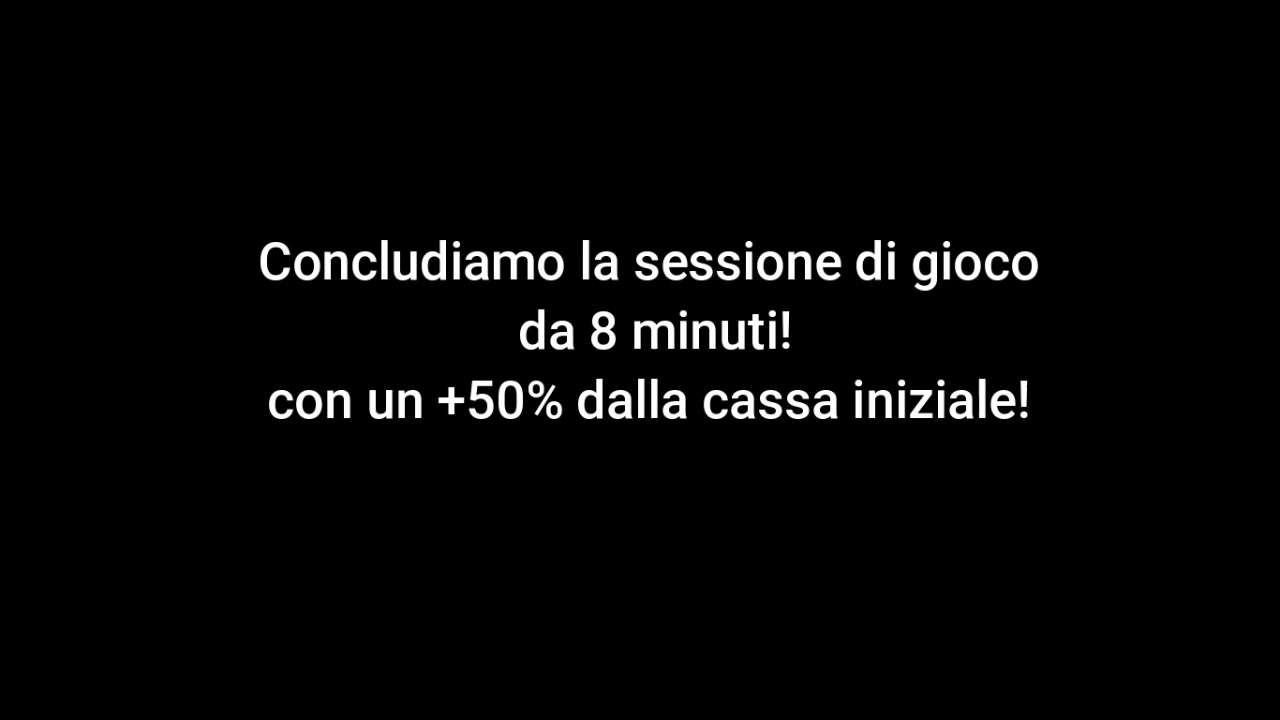 Concludiamo la sessione di gioco
da 8 minuti!
con un +50% dalla cassa iniziale!